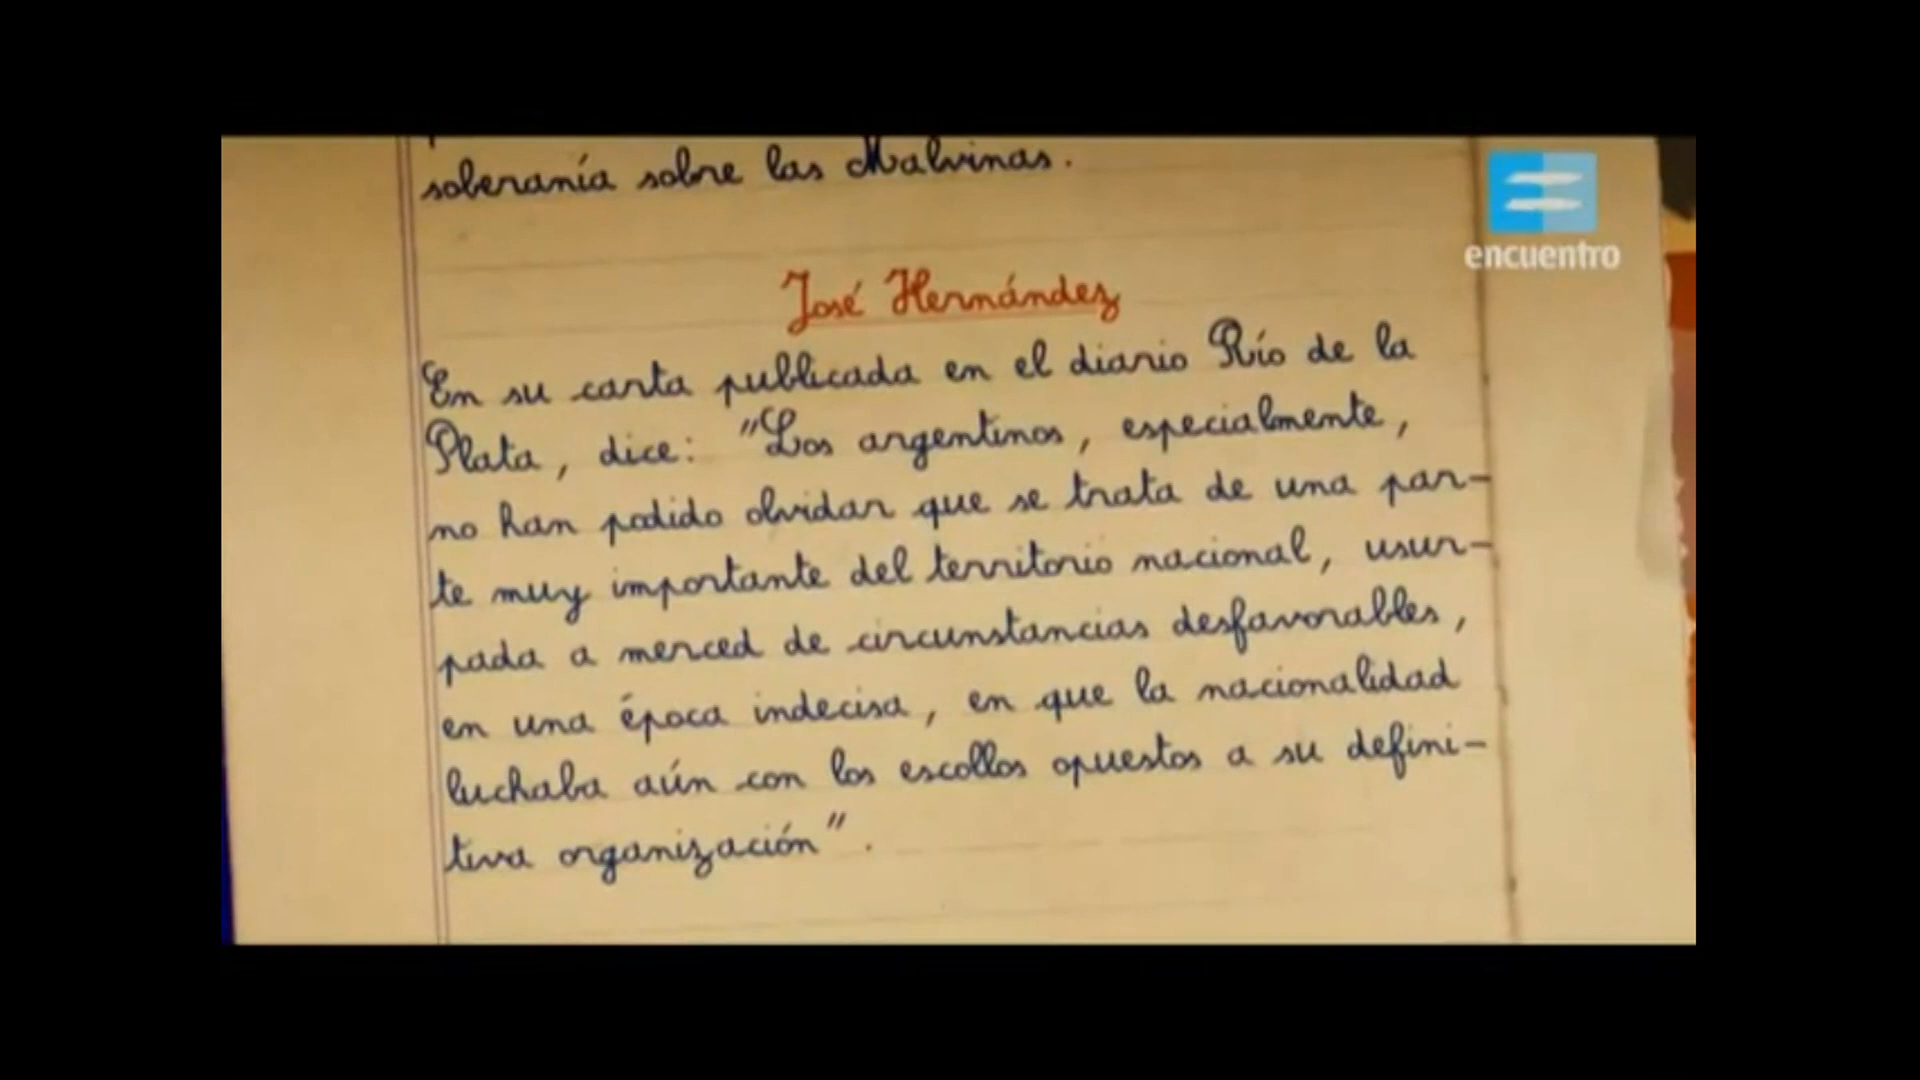 soberanía sobre las Malvinas.
encuentro
José Hernández
En su carta publicada en el diario Río de la
Plata, dice: "Los argentinos, especialmente,
no han podido olvidar que se trata de una par-
te muy importante del territorio nacional, usur-
pada a merced de circunstancias desfavorables,
en una época indecisa, en que la nacionalidad
luchaba aún con los escollos opuestos a su defini-
tiva organización".